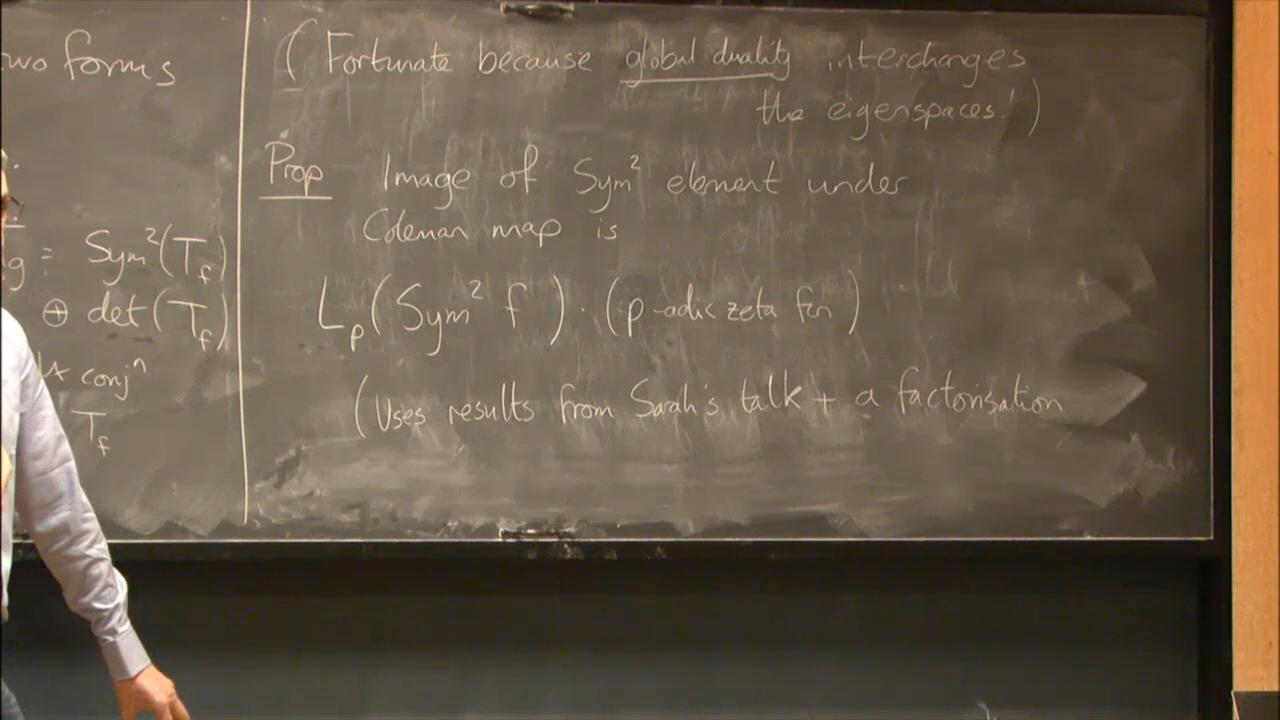 two forms
g = Sym²(T_f)
⊕ det(T_f)
conjⁿ
T_f
( Fortunate because global duality interchanges
the eigenspaces! )
Prop Image of Sym² element under
Coleman map is
L_p ( Sym² f ) · ( p-adic zeta fcn )
( Uses results from Sarah's talk + a factorisation